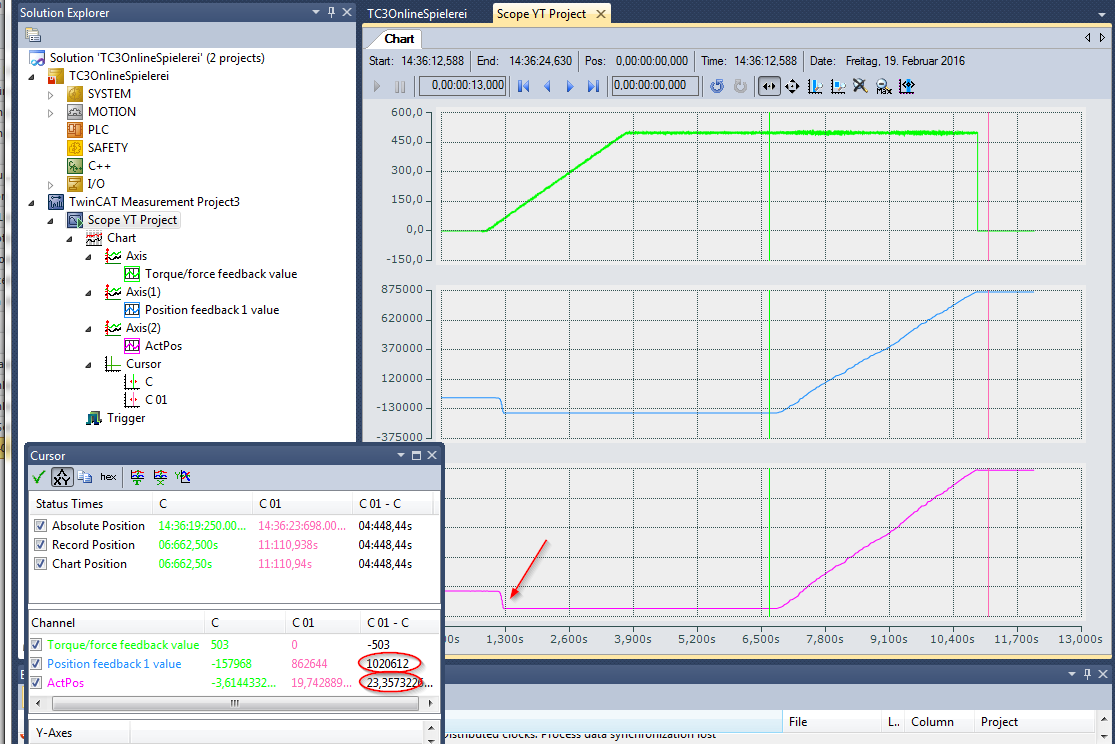 Solution Explorer
Solution 'TC3OnlineSpielerei' (2 projects)
TC3OnlineSpielerei
SYSTEM
MOTION
PLC
SAFETY
C++
I/O
TwinCAT Measurement Project3
Scope YT Project
Chart
Axis
Torque/force feedback value
Axis(1)
Position feedback 1 value
Axis(2)
ActPos
Cursor
C
C 01
Trigger
TC3OnlineSpielerei Scope YT Project
Chart
Start: 14:36:12,588 End: 14:36:24,630 Pos: 0,00:00:00,000 Time: 14:36:12,588 Date: Freitag, 19. Februar 2016
0,00:00:13,000 0,00:00:00,000 Max
600,0
450,0
300,0
150,0
0,0
-150,0
875000
620000
370000
120000
-130000
-375000
0s 1,300s 2,600s 3,900s 5,200s 6,500s 7,800s 9,100s 10,400s 11,700s 13,000s
Cursor
hex
Status Times C C 01 C 01 - C
Absolute Position 14:36:19:250.00... 14:36:23:698.00... 04:448,44s
Record Position 06:662,500s 11:110,938s 04:448,44s
Chart Position 06:662,50s 11:110,94s 04:448,44s
Channel C C 01 C 01 - C
Torque/force feedback value 503 0 -503
Position feedback 1 value -157968 862644 1020612
ActPos -3,6144332... 19,742889... 23,3573226...
Y-Axes
File L.. Column Project
Distributed clocks: Process data synchronization lost